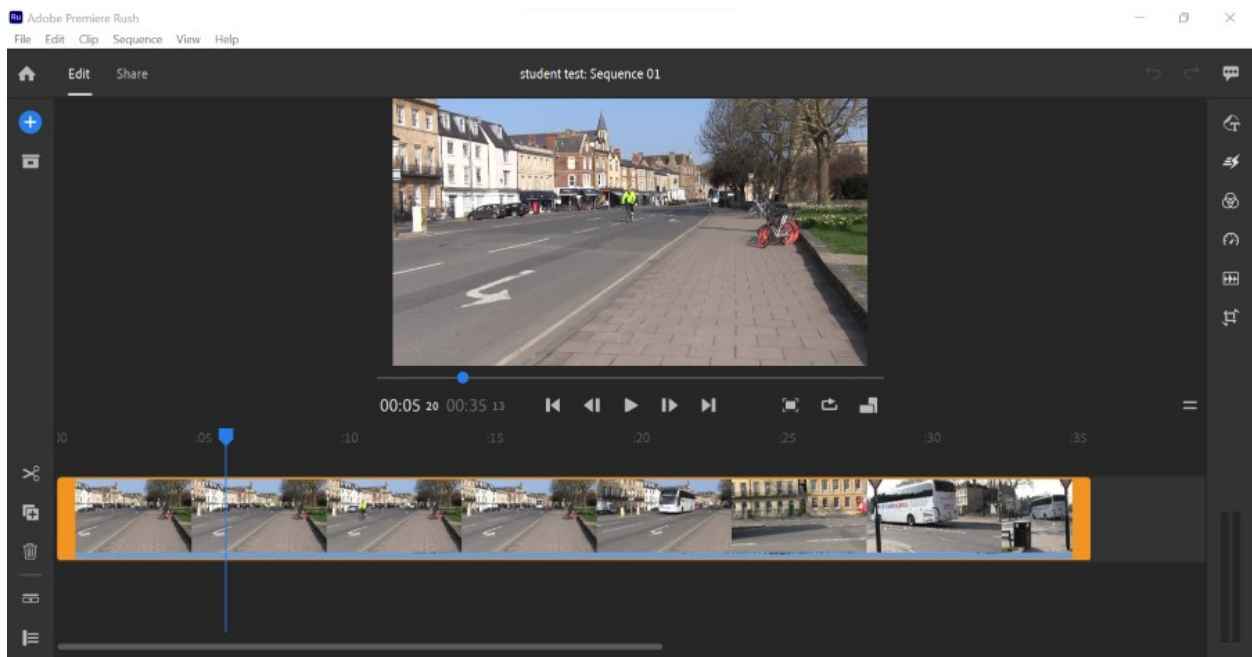 Ru Adobe Premiere Rush
File Edit Clip Sequence View Help
Edit Share student test: Sequence 01
00:05 20 00:35 13
00 :05 :10 :15 :20 :25 :30 :35